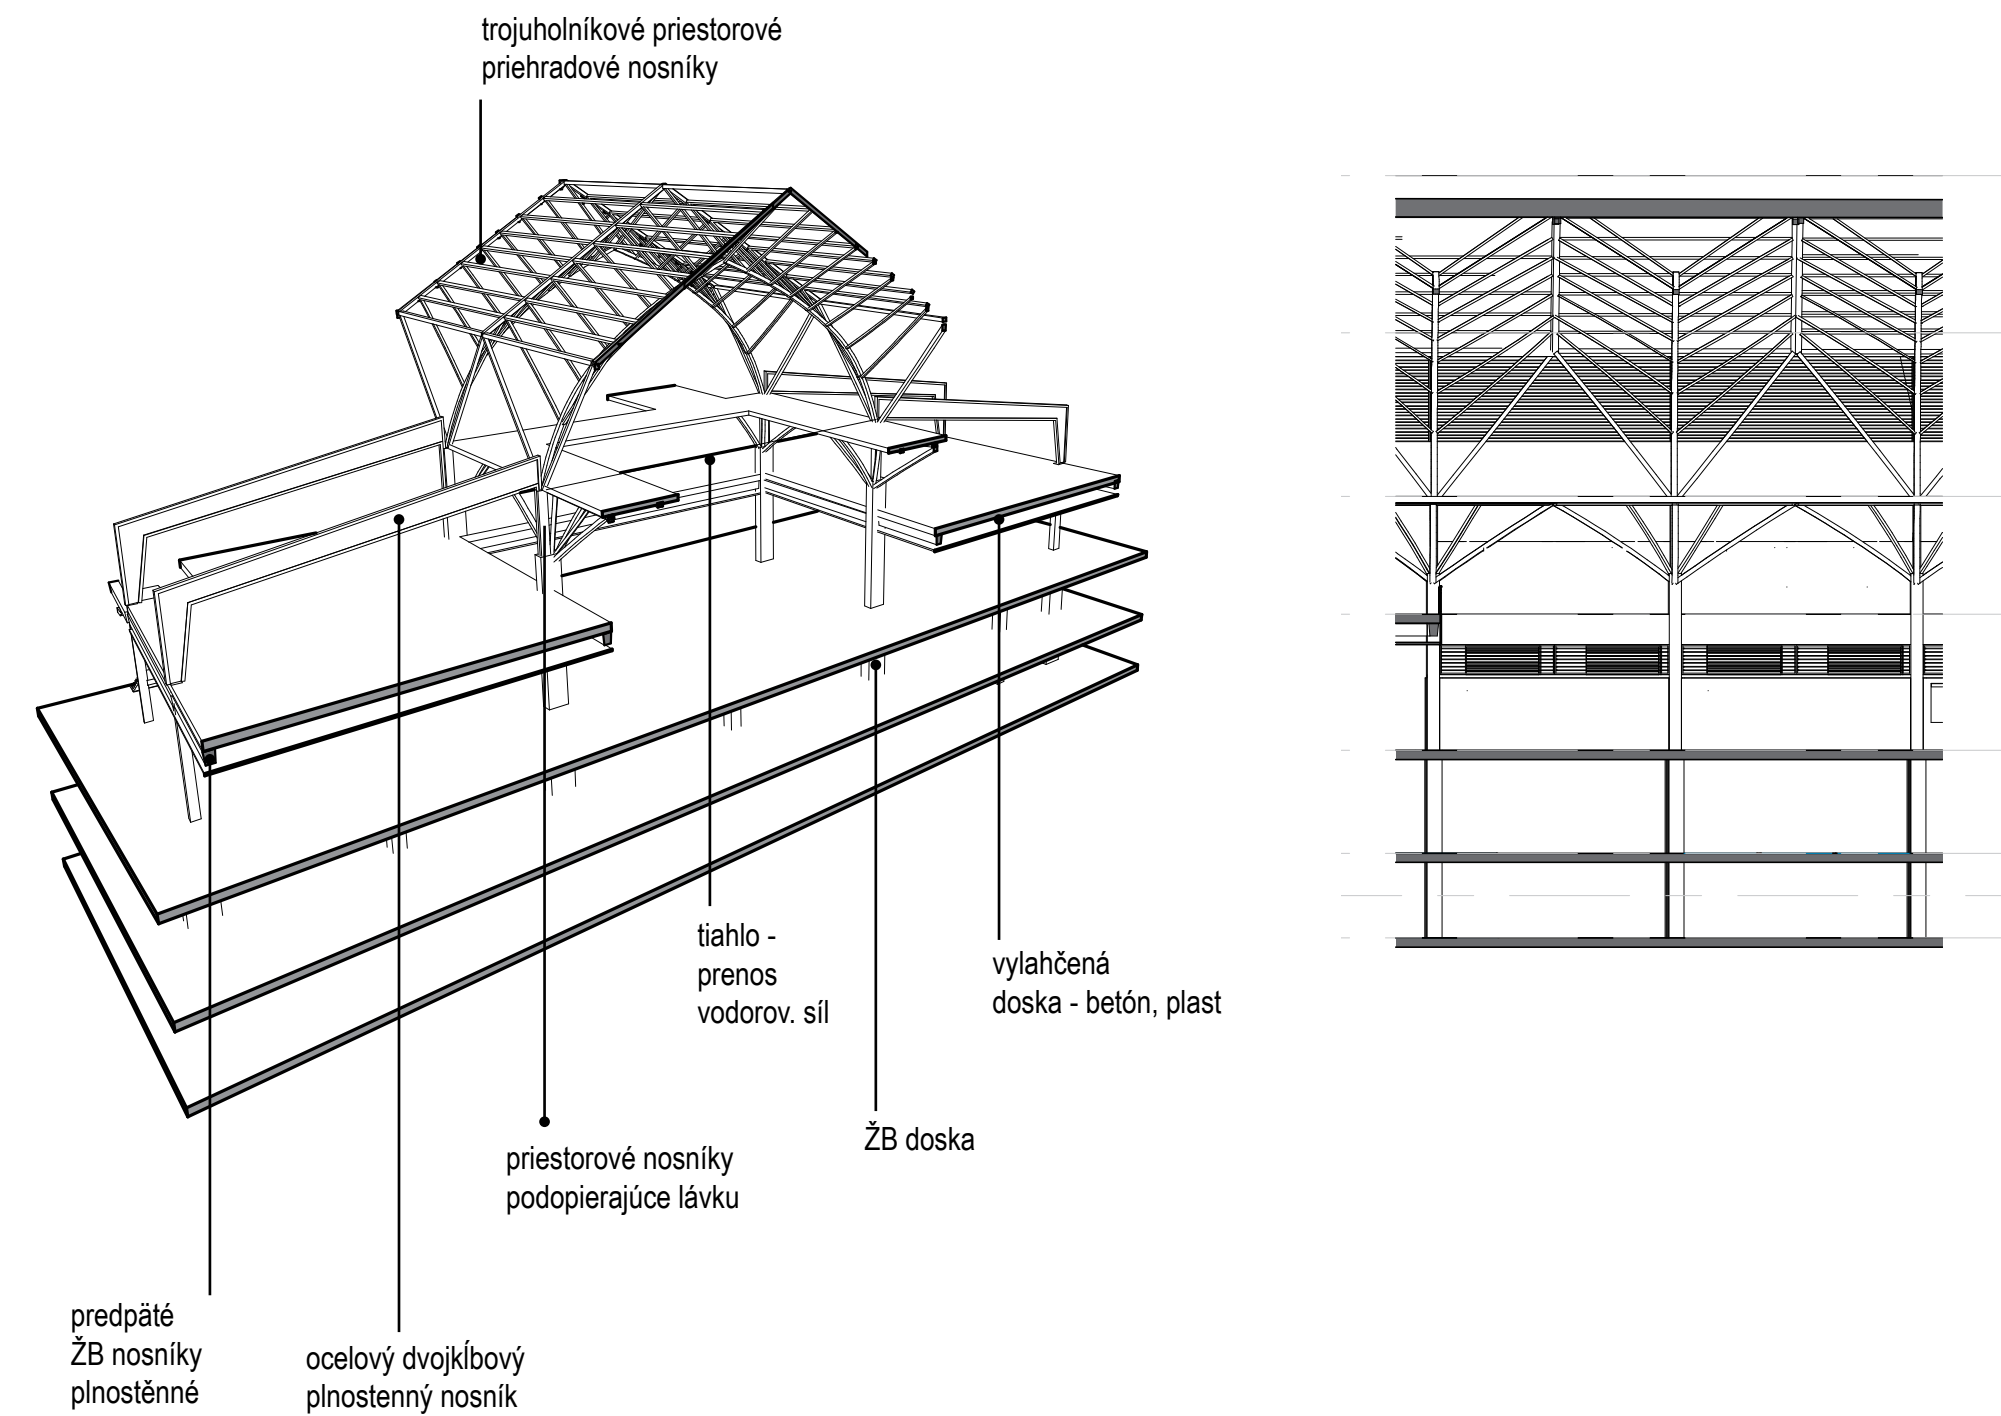 trojuholníkové priestorové
priehradové nosníky
tiahlo -
prenos
vodorov. síl
vylahčená
doska - betón, plast
ŽB doska
priestorové nosníky
podopierajúce lávku
predpäté
ŽB nosníky
plnostěnné
ocelový dvojkĺbový
plnostenný nosník